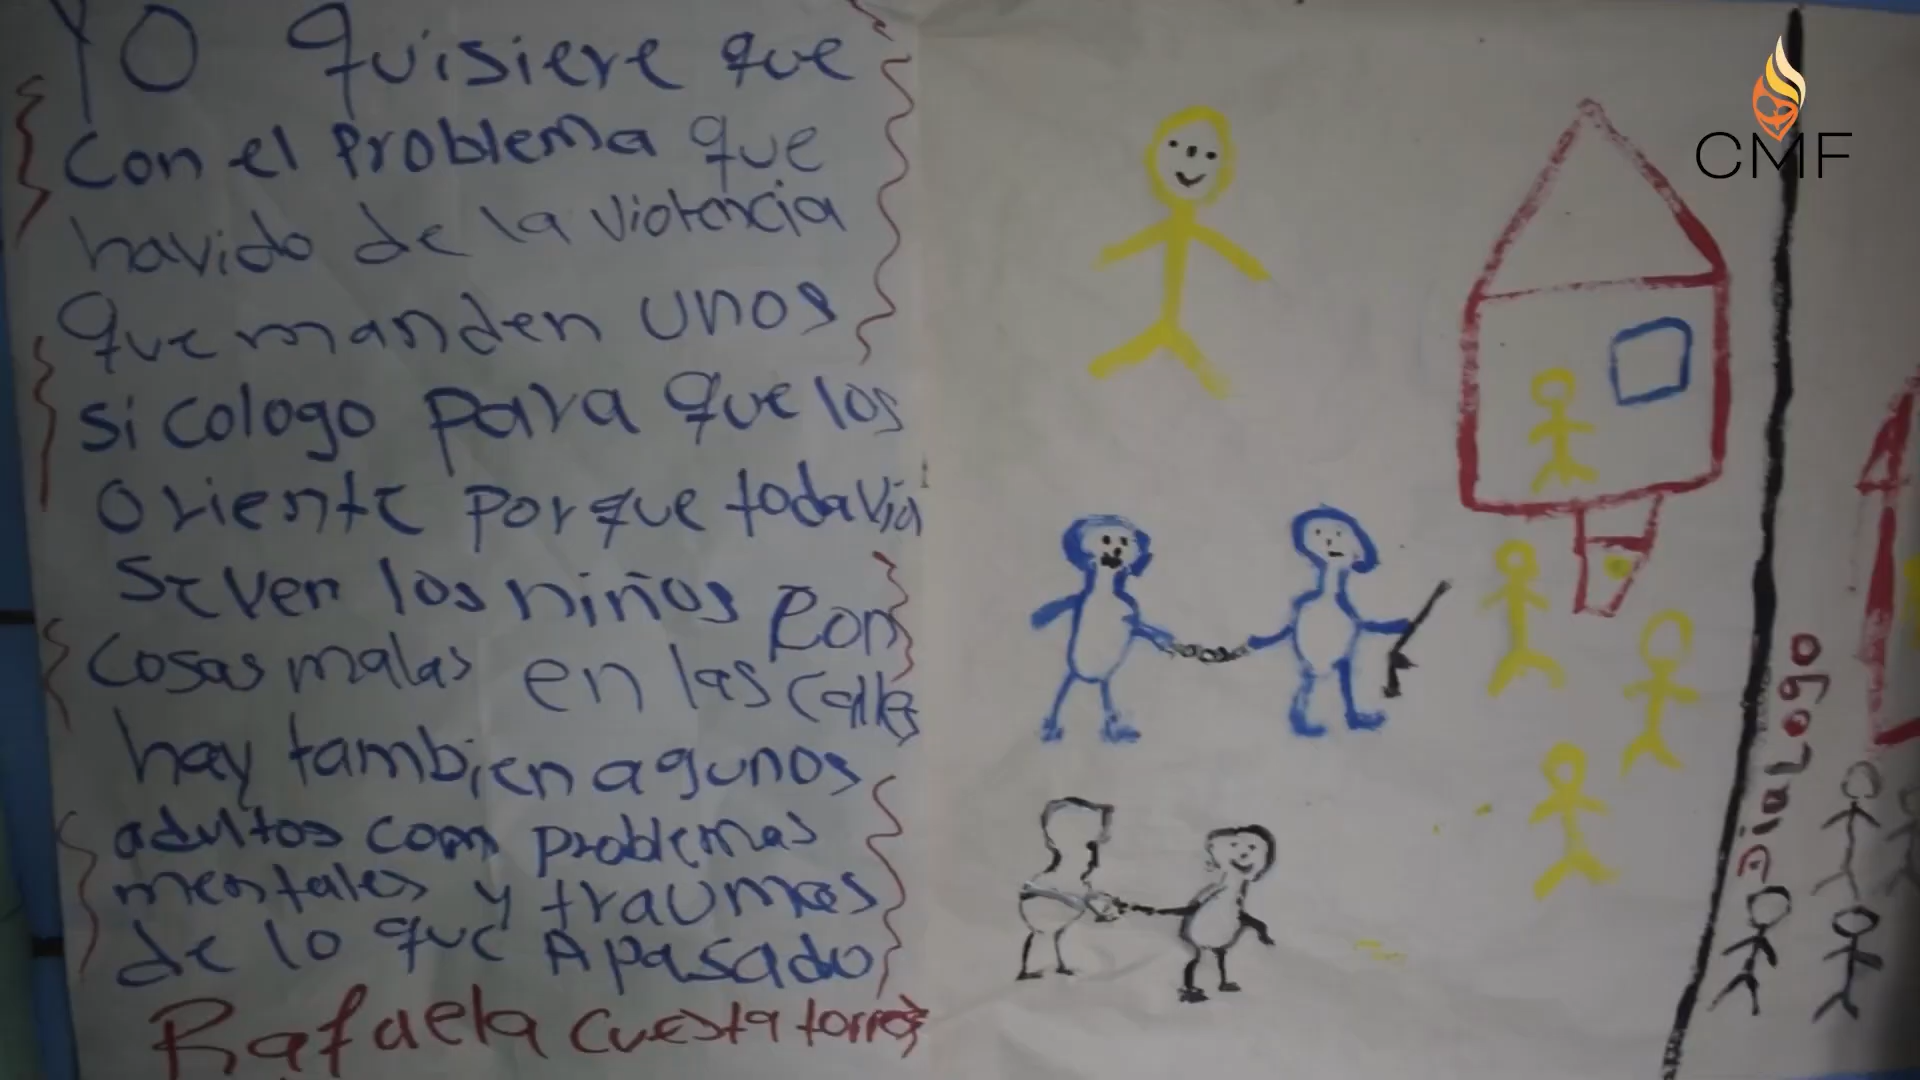 YO quisiere que
con el problema que
havido de la violencia
que manden unos
sicologo para que los
oriente porque todavia
se ven los niños com
cosas malas en las calles
hay tambien agunos
adultos com problemas
mentales y traumas
de lo que A pasado
Rafaela cuesta torres
DiaLogo
CMF